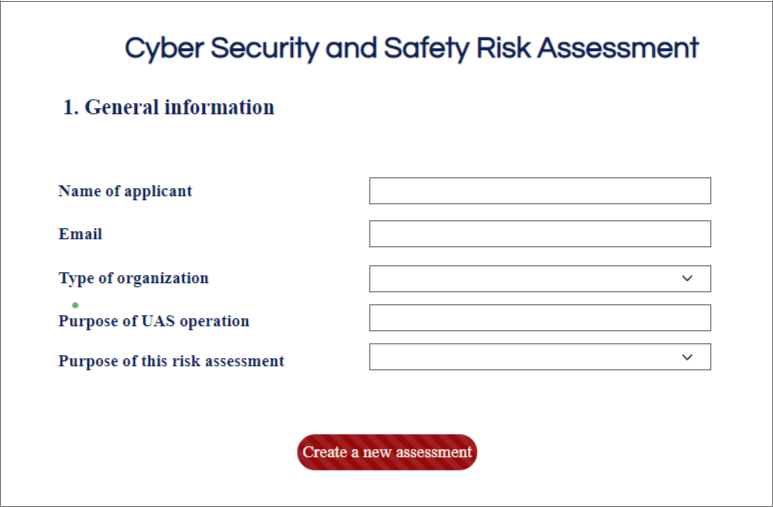 Cyber Security and Safety Risk Assessment
1. General information
Name of applicant
Email
Type of organization
Purpose of UAS operation
Purpose of this risk assessment
Create a new assessment